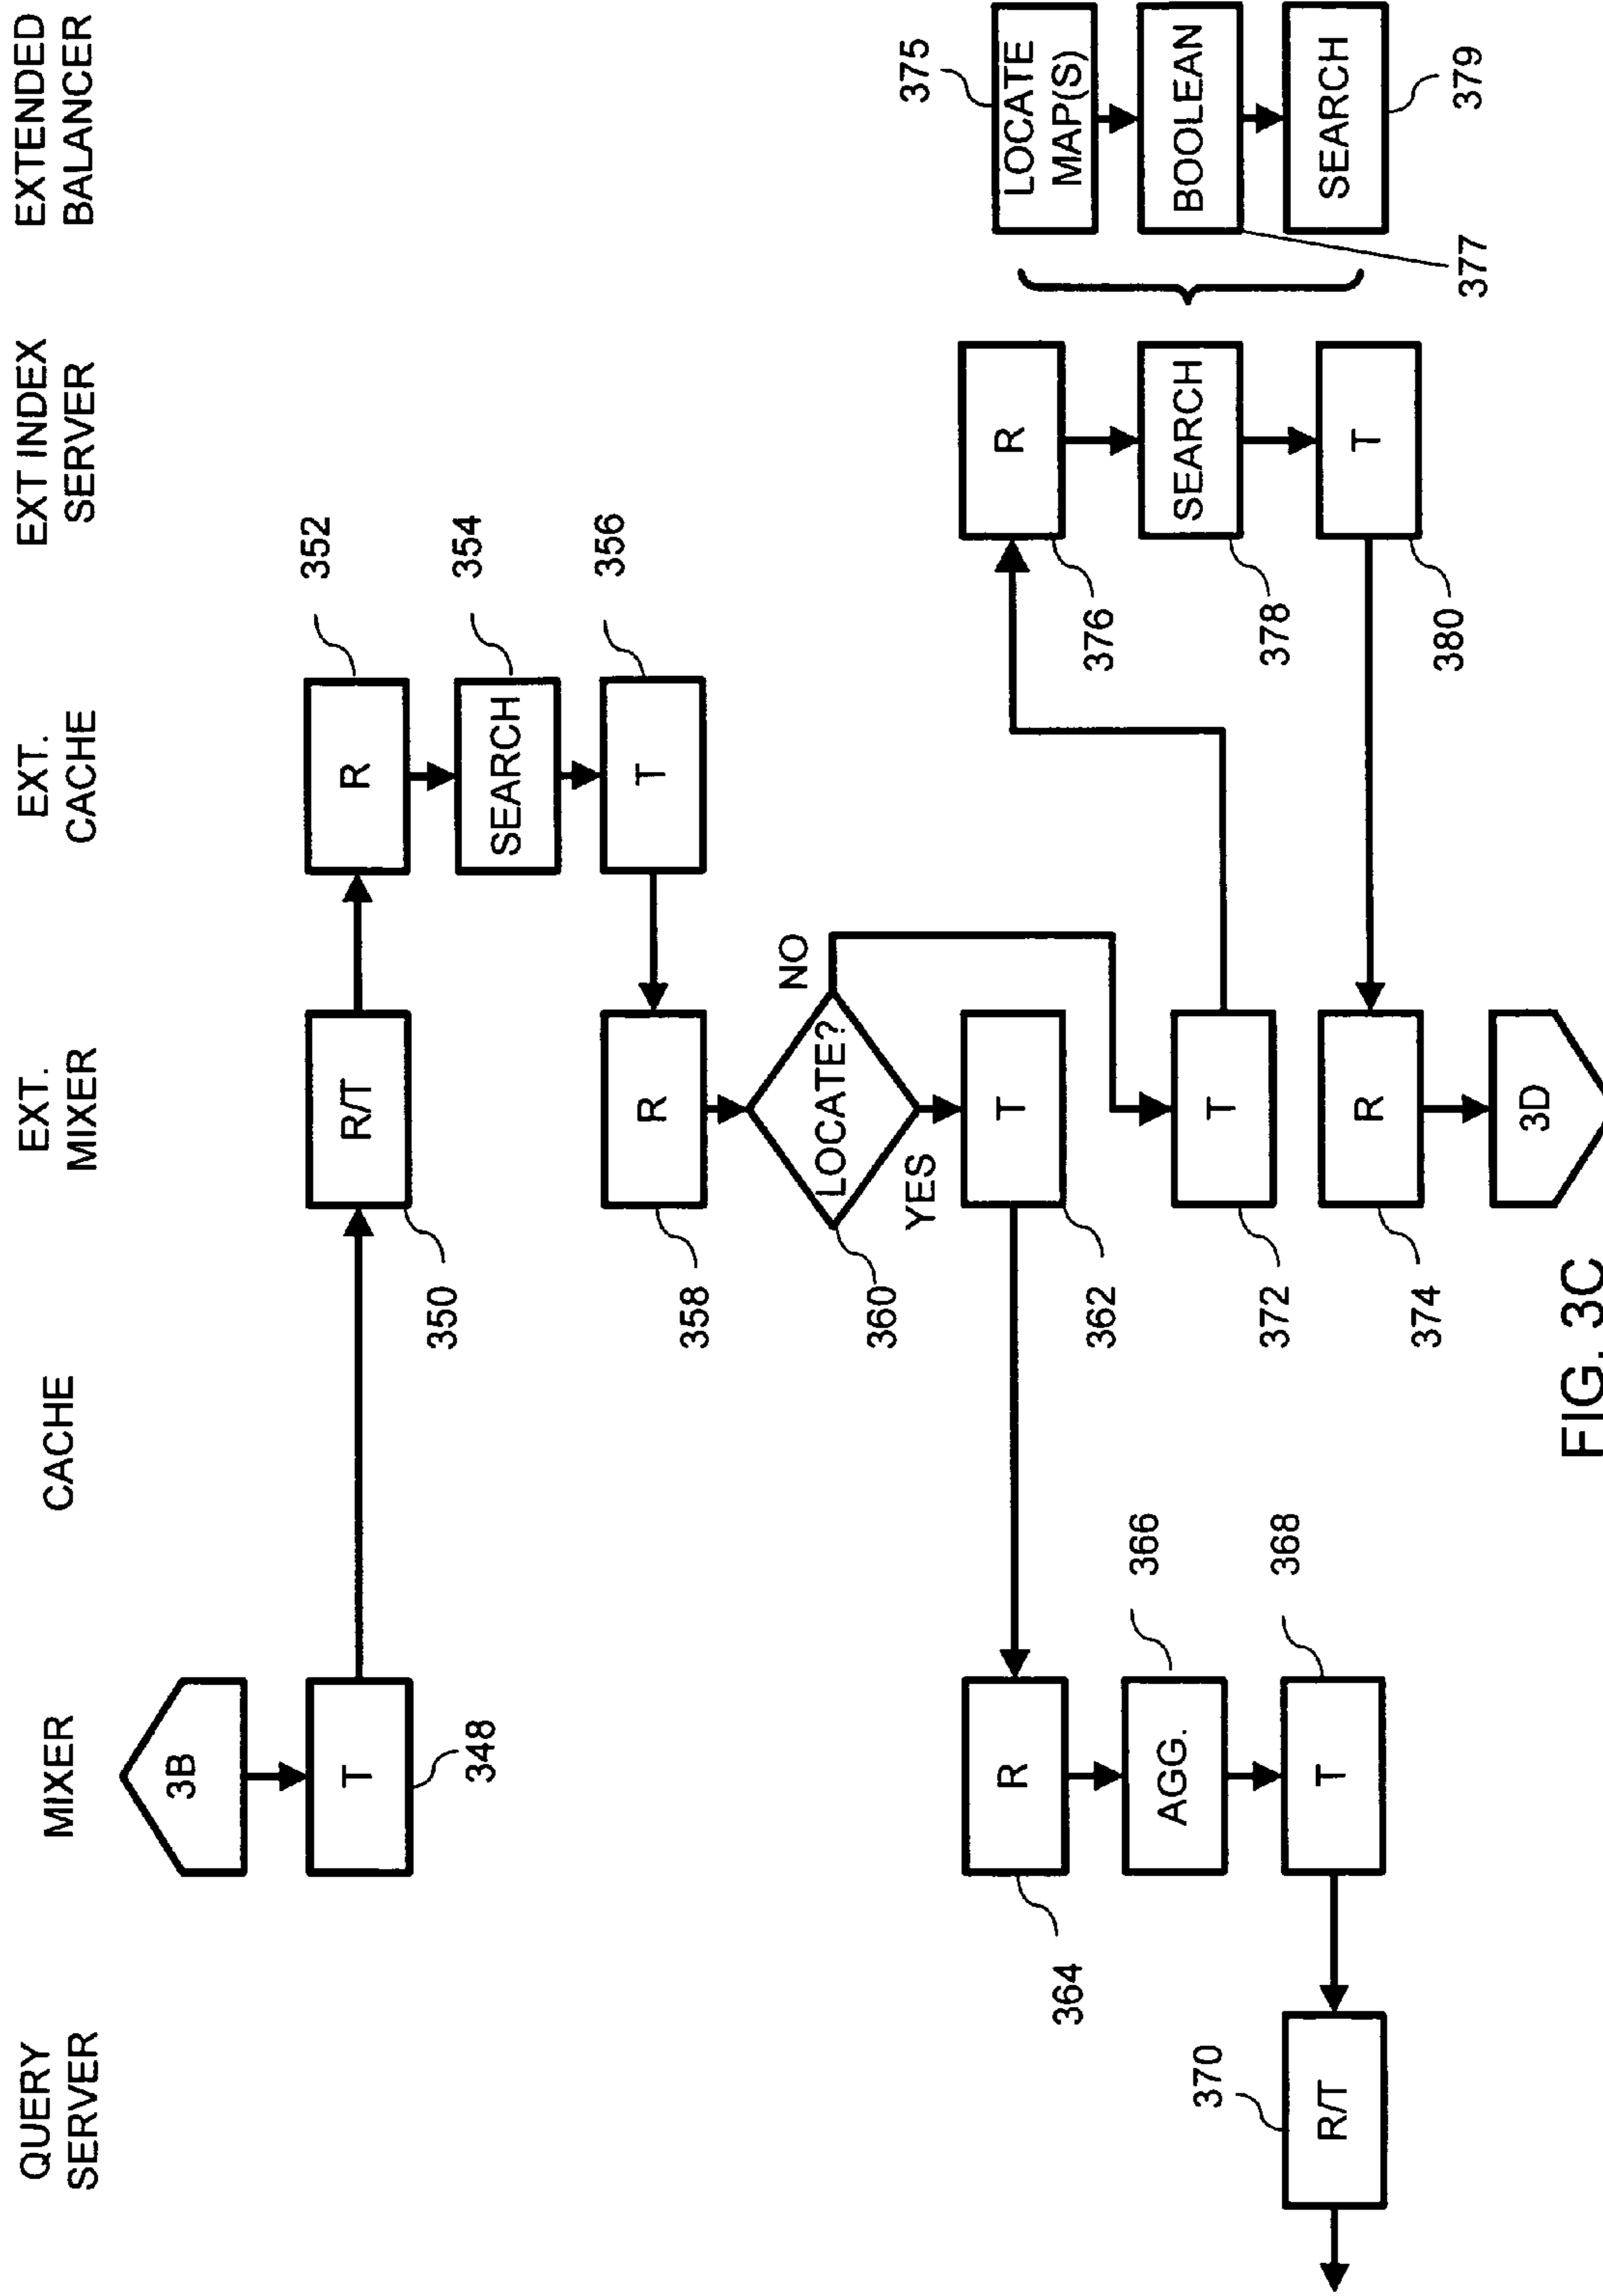 QUERY
SERVER
MIXER
CACHE
EXT.
MIXER
EXT.
CACHE
EXT INDEX
SERVER
EXTENDED
BALANCER
3B
T
348
R/T
350
R
352
SEARCH
354
T
356
R
358
LOCATE?
360
NO
YES
T
362
R
364
AGG.
366
T
368
R/T
370
T
372
R
374
3D
R
376
SEARCH
378
T
380
LOCATE
MAP(S)
375
BOOLEAN
377
SEARCH
379
FIG. 3C